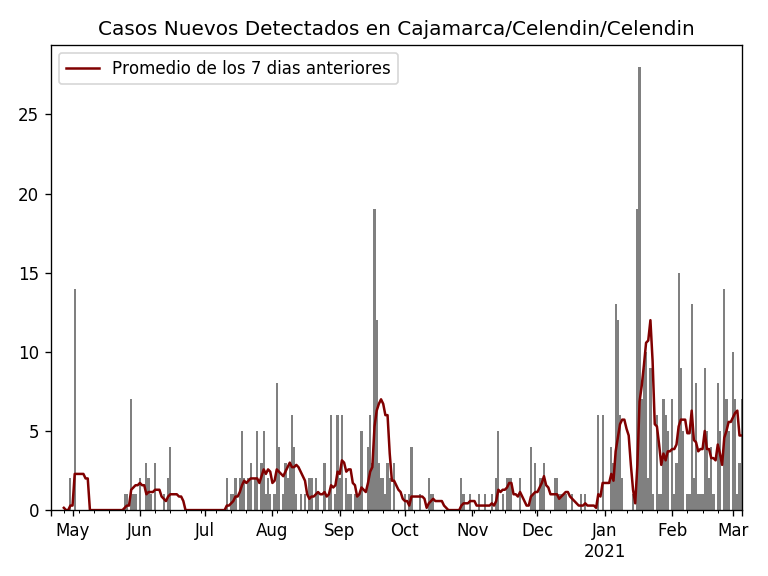 Casos Nuevos Detectados en Cajamarca/Celendin/Celendin
Promedio de los 7 dias anteriores
25
20
15
10
5
0
May Jun Jul Aug Sep Oct Nov Dec Jan Feb Mar
2021